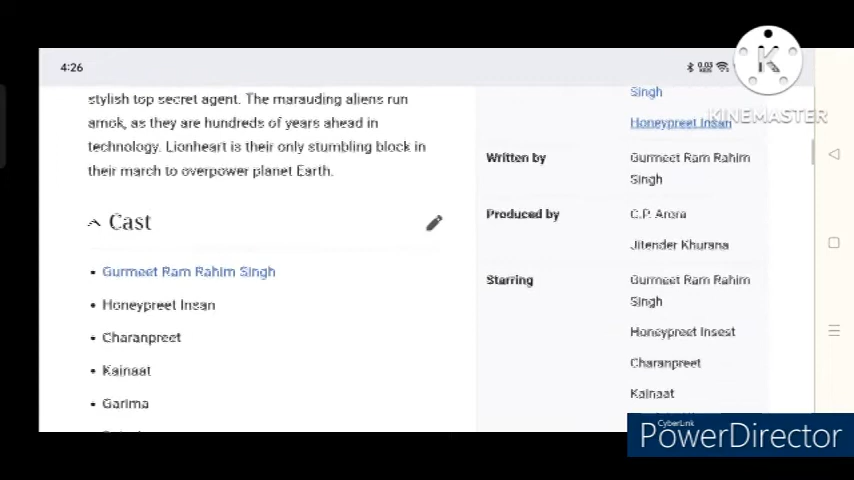 4:26
KINEMASTER
stylish top secret agent. The marauding aliens run
amok, as they are hundreds of years ahead in
technology. Lionheart is their only stumbling block in
their march to overpower planet Earth.
Cast
Gurmeet Ram Rahim Singh
Honeypreet Insan
Charanpreet
Kainaat
Garima
Singh
Honeypreet Insan
Written by
Gurmeet Ram Rahim
Singh
Produced by
C.P. Arora
Jitender Khurana
Starring
Gurmeet Ram Rahim
Singh
Honeypreet Insest
Charanpreet
Kainaat
CyberLink
PowerDirector